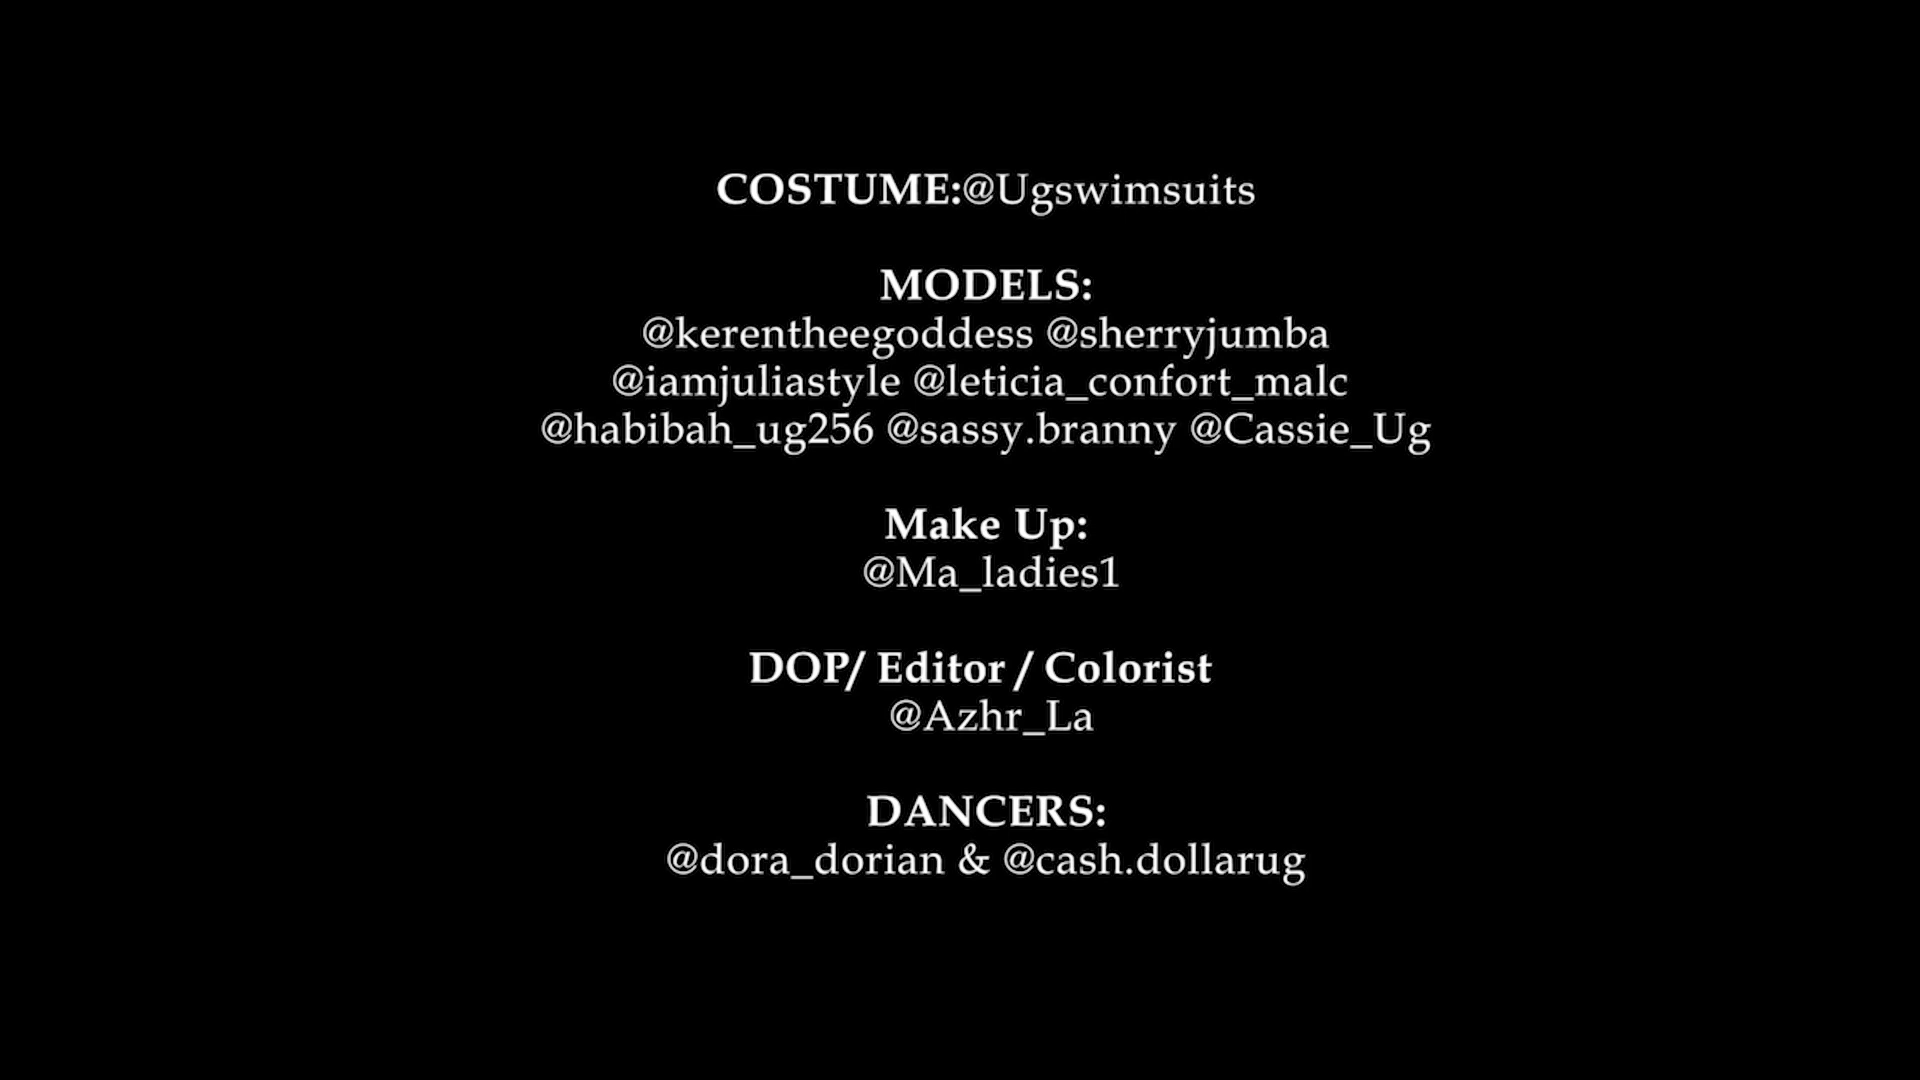 COSTUME:@Ugswimsuits
MODELS:
@kerentheegoddess @sherryjumba
@iamjuliastyle @leticia_confort_malc
@habibah_ug256 @sassy.branny @Cassie_Ug
Make Up:
@Ma_ladies1
DOP/ Editor / Colorist
@Azhr_La
DANCERS:
@dora_dorian & @cash.dollarug